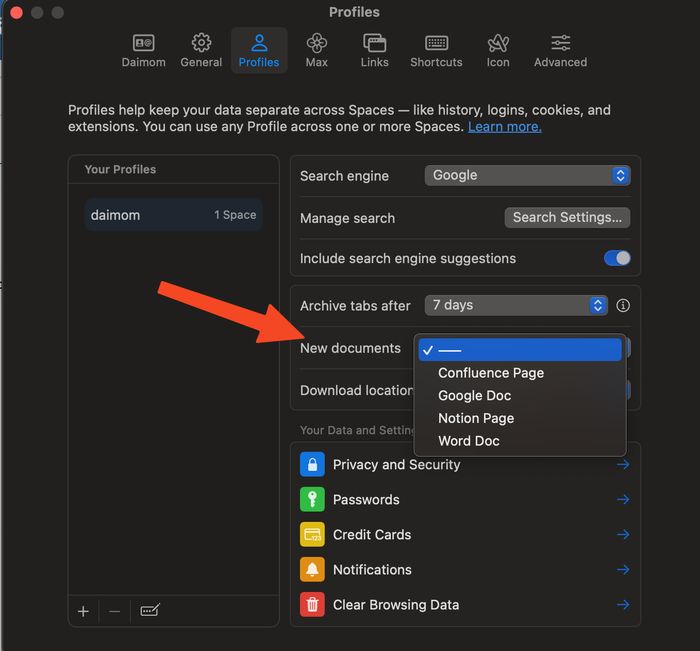 Profiles
Daimom General Profiles Max Links Shortcuts Icon Advanced
Profiles help keep your data separate across Spaces — like history, logins, cookies, and
extensions. You can use any Profile across one or more Spaces. Learn more.
Your Profiles
daimom 1 Space
Search engine Google
Manage search Search Settings...
Include search engine suggestions
Archive tabs after 7 days
New documents
——
Confluence Page
Google Doc
Notion Page
Word Doc
Download location
Your Data and
Privacy and Security
Passwords
Credit Cards
Notifications
Clear Browsing Data